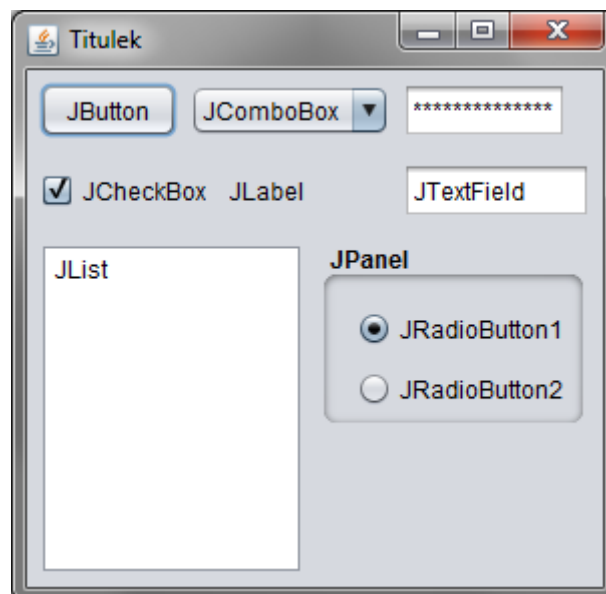 Titulek
JButton JComboBox **************
JCheckBox JLabel JTextField
JList
JPanel
JRadioButton1
JRadioButton2